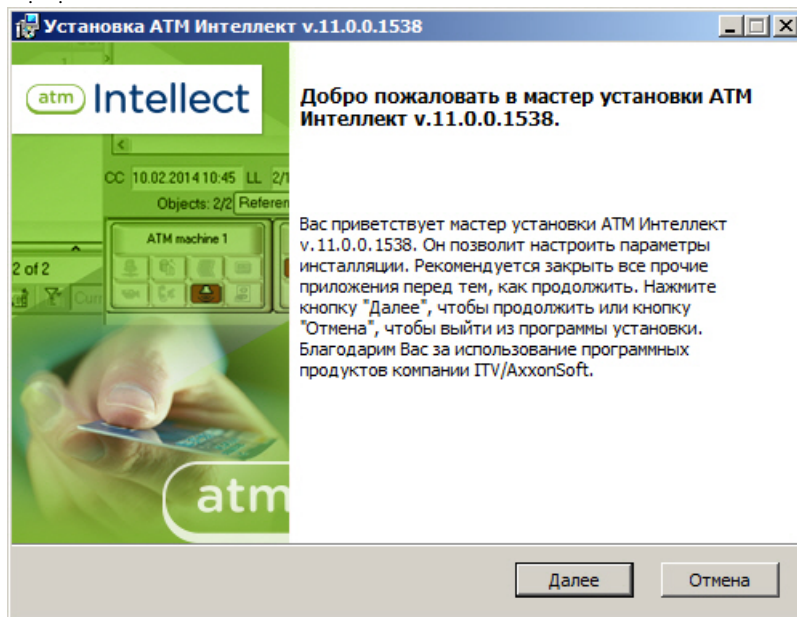 Установка АТМ Интеллект v.11.0.0.1538
atm Intellect
Добро пожаловать в мастер установки АТМ
Интеллект v.11.0.0.1538.
CC 10.02.2014 10:45 LL
Objects: 2/2
ATM machine 1
2 of 2
Вас приветствует мастер установки АТМ Интеллект
v.11.0.0.1538. Он позволит настроить параметры
инсталляции. Рекомендуется закрыть все прочие
приложения перед тем, как продолжить. Нажмите
кнопку "Далее", чтобы продолжить или кнопку
"Отмена", чтобы выйти из программы установки.
Благодарим Вас за использование программных
продуктов компании ITV/AxxonSoft.
atm
Далее
Отмена